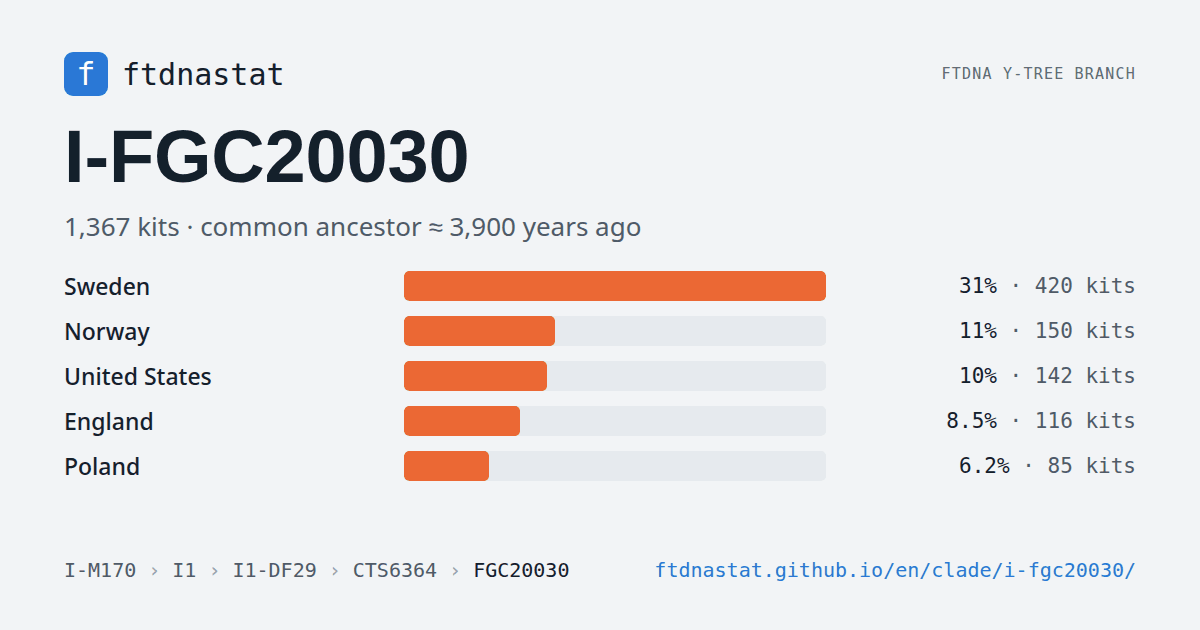 f ftdnastat
FTDNA Y-TREE BRANCH
I-FGC20030
1,367 kits · common ancestor ≈ 3,900 years ago
Sweden 31% · 420 kits
Norway 11% · 150 kits
United States 10% · 142 kits
England 8.5% · 116 kits
Poland 6.2% · 85 kits
I-M170 › I1 › I1-DF29 › CTS6364 › FGC20030
ftdnastat.github.io/en/clade/i-fgc20030/